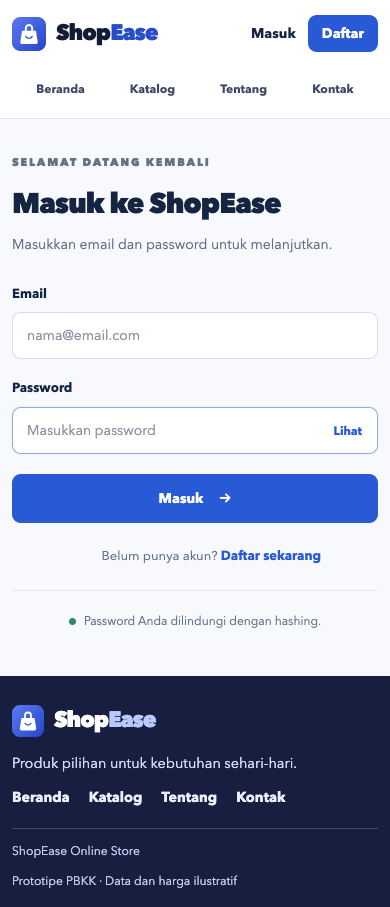 ShopEase
Masuk Daftar
Beranda Katalog Tentang Kontak
SELAMAT DATANG KEMBALI
Masuk ke ShopEase
Masukkan email dan password untuk melanjutkan.
Email
nama@email.com
Password
Masukkan password Lihat
Masuk →
Belum punya akun? Daftar sekarang
Password Anda dilindungi dengan hashing.
ShopEase
Produk pilihan untuk kebutuhan sehari-hari.
Beranda Katalog Tentang Kontak
ShopEase Online Store
Prototipe PBKK · Data dan harga ilustratif